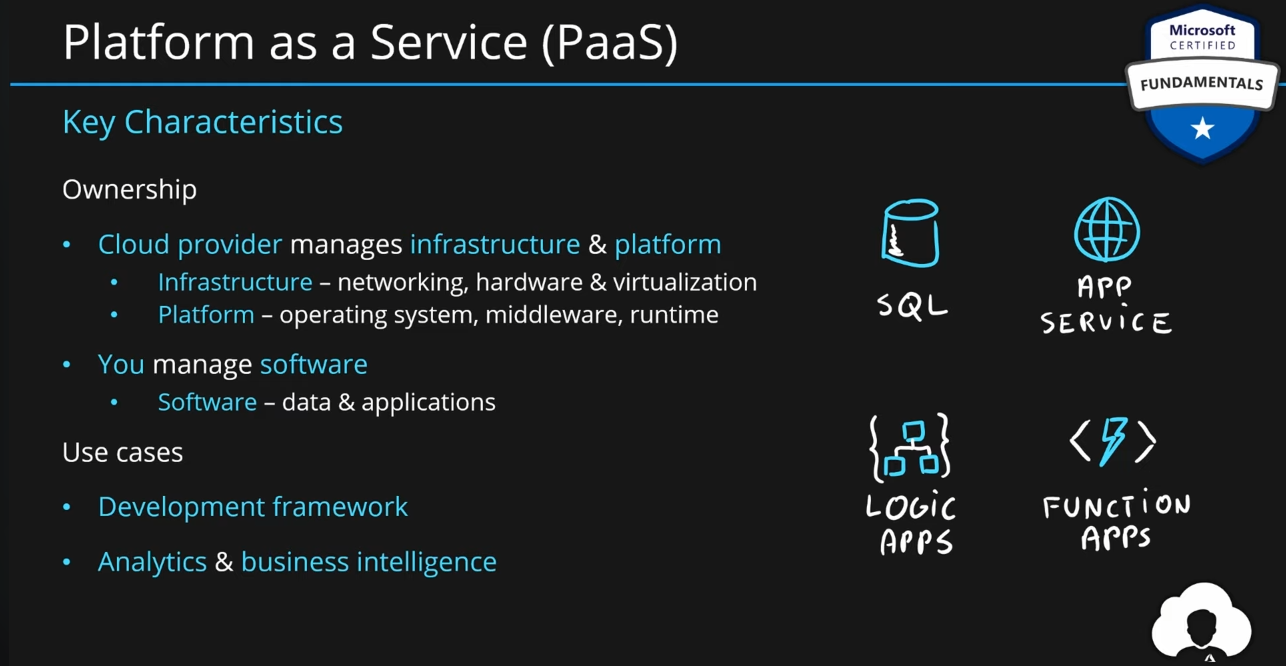 Platform as a Service (PaaS)
Microsoft
CERTIFIED
FUNDAMENTALS
Key Characteristics
Ownership
• Cloud provider manages infrastructure & platform
• Infrastructure – networking, hardware & virtualization
• Platform – operating system, middleware, runtime
• You manage software
• Software – data & applications
Use cases
• Development framework
• Analytics & business intelligence
SQL
APP
SERVICE
LOGIC
APPS
FUNCTION
APPS